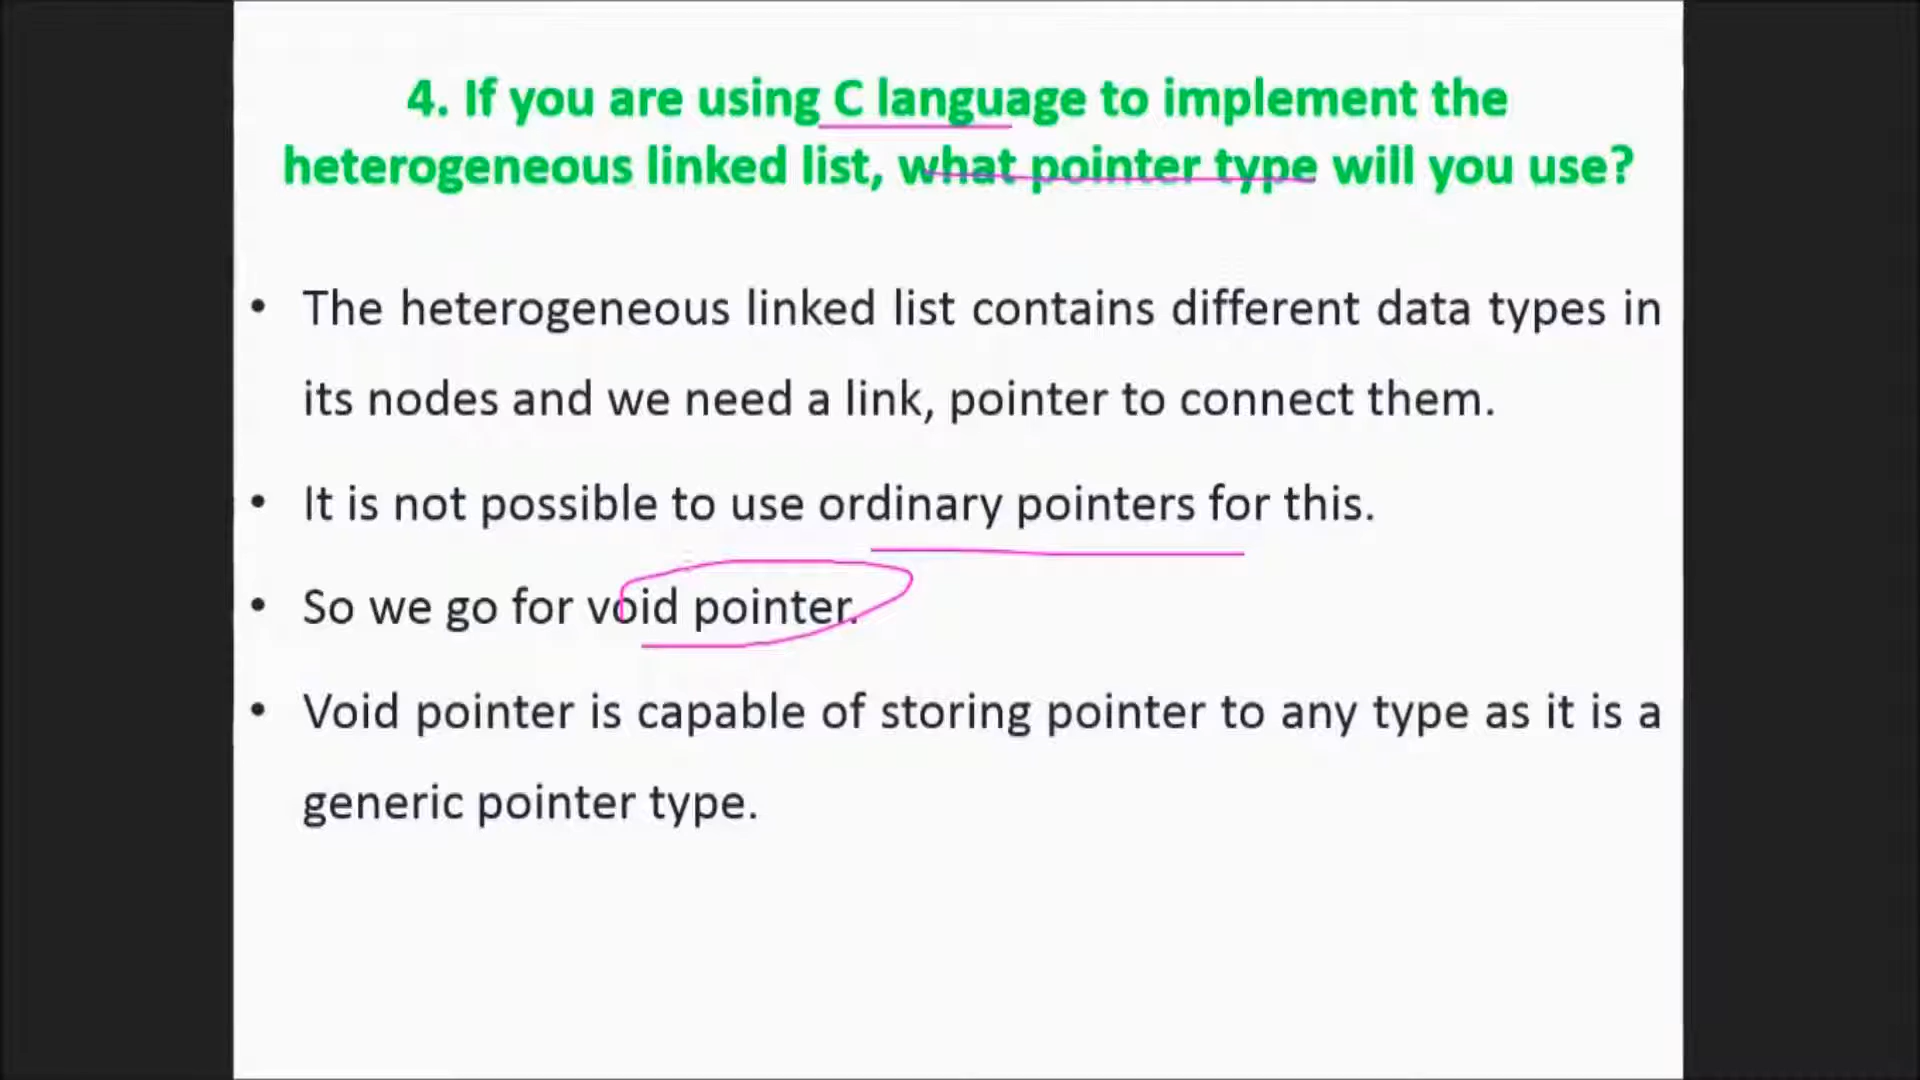 4. If you are using C language to implement the
heterogeneous linked list, what pointer type will you use?
• The heterogeneous linked list contains different data types in
its nodes and we need a link, pointer to connect them.
• It is not possible to use ordinary pointers for this.
• So we go for void pointer.
• Void pointer is capable of storing pointer to any type as it is a
generic pointer type.